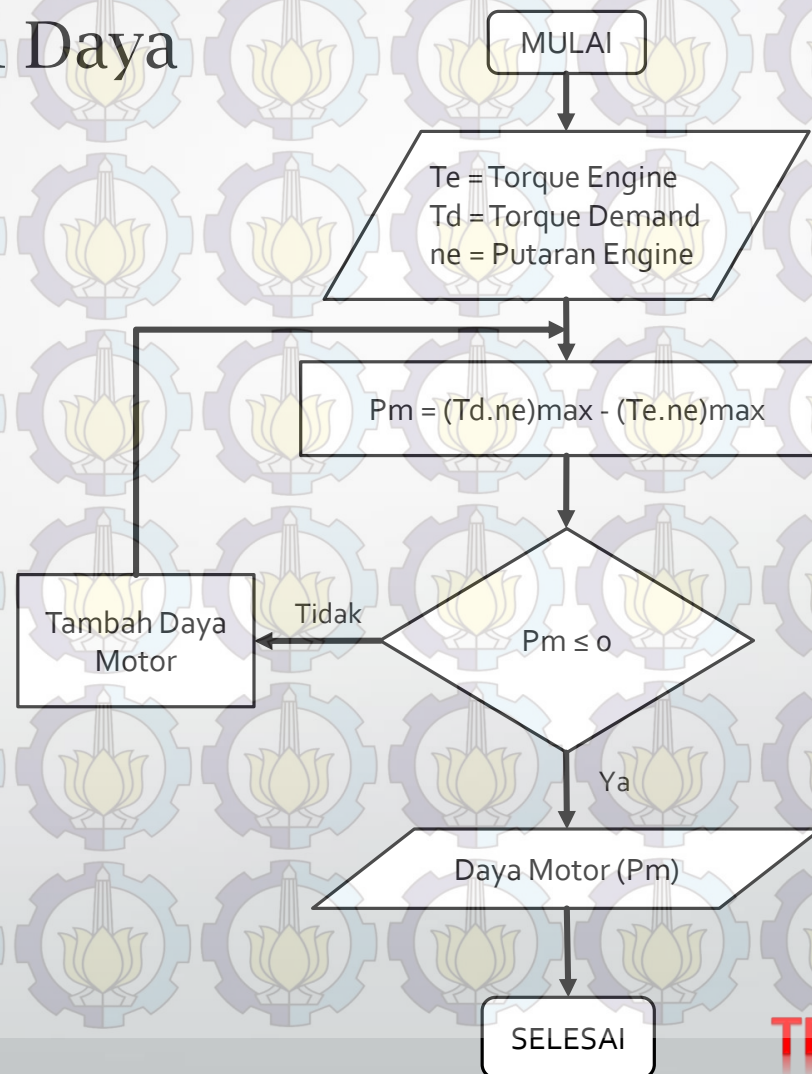 Daya
MULAI
Te = Torque Engine
Td = Torque Demand
ne = Putaran Engine
Pm = (Td.ne)max - (Te.ne)max
Tambah Daya
Motor
Tidak
Pm ≤ 0
Ya
Daya Motor (Pm)
SELESAI